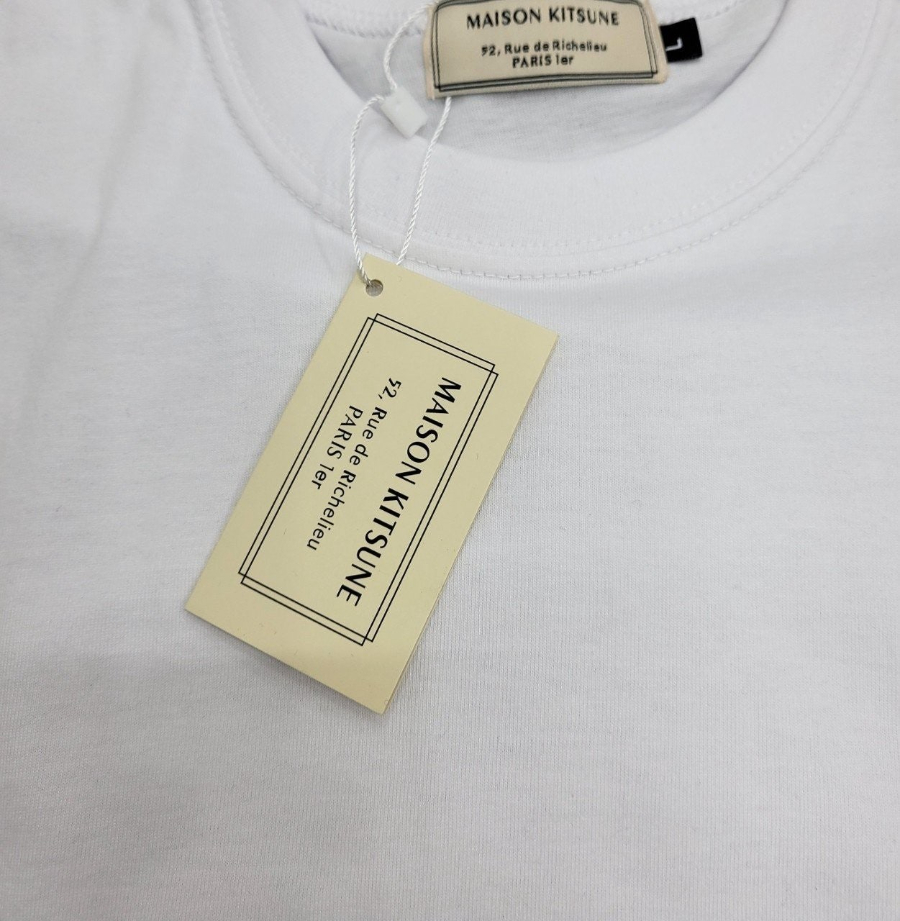 MAISON KITSUNE
52, Rue de Richelieu
PARIS 1er
L
MAISON KITSUNE
52, Rue de Richelieu
PARIS 1er